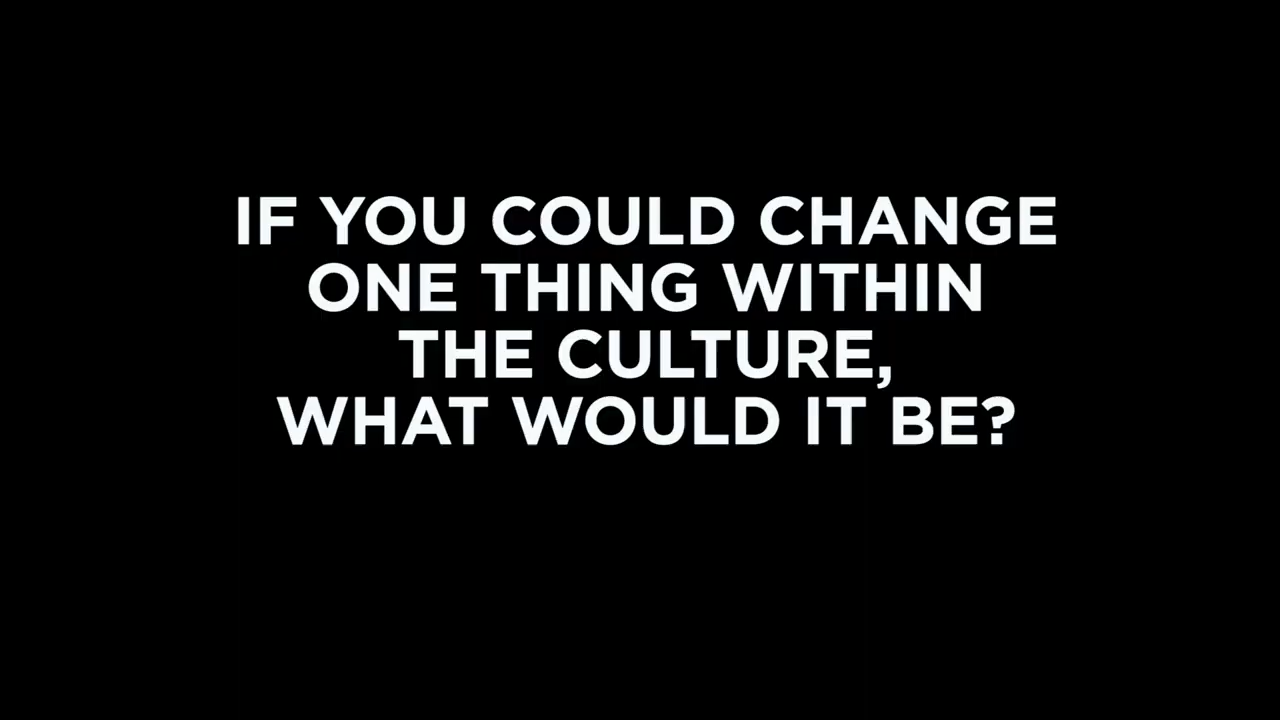 IF YOU COULD CHANGE
ONE THING WITHIN
THE CULTURE,
WHAT WOULD IT BE?